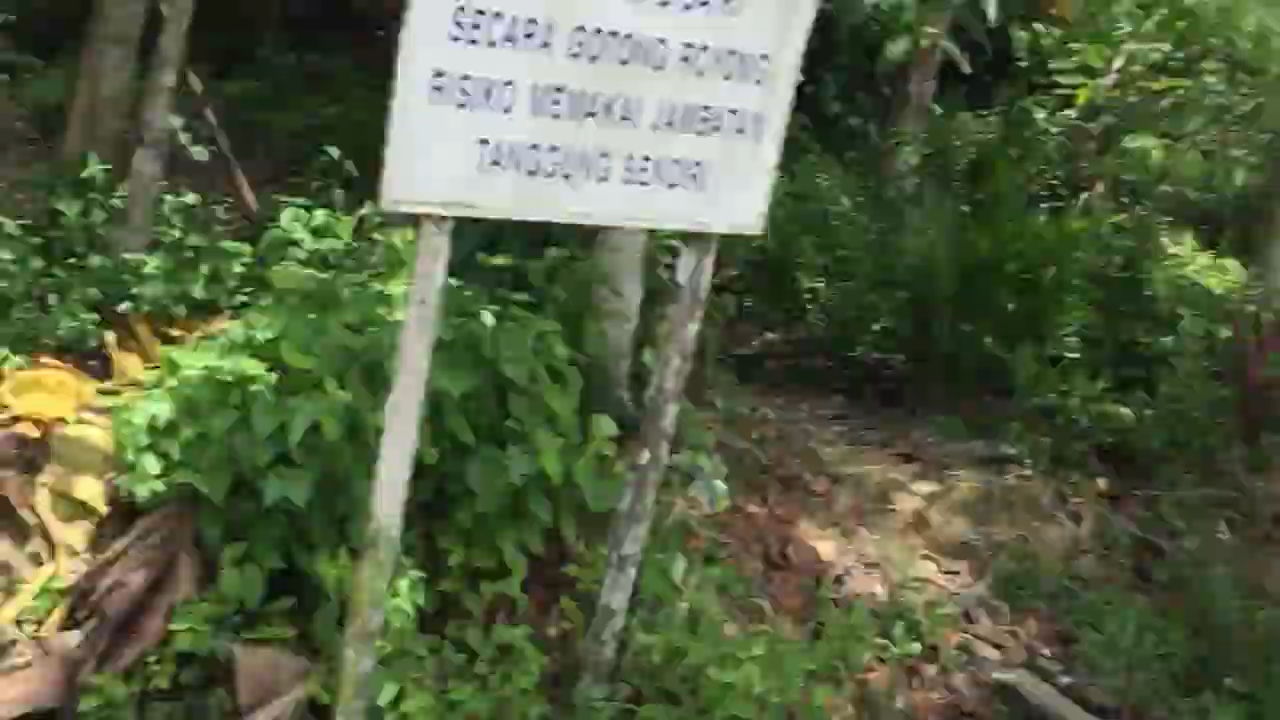 SECARA GOTONG ROYONG
RISIKO MEMAKAI JAMBATAN
TANGGUNG SENDIRI